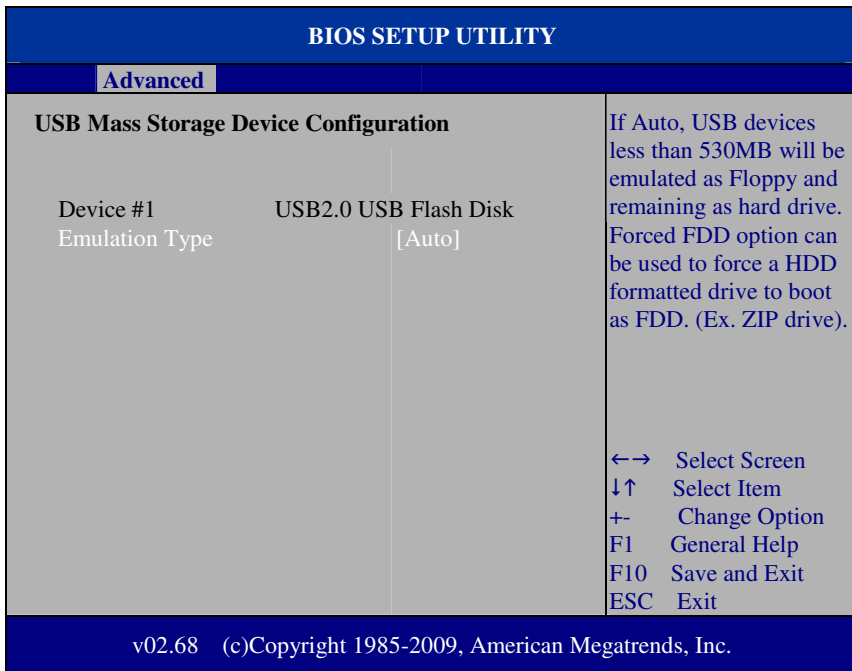 BIOS SETUP UTILITY
Advanced
USB Mass Storage Device Configuration
Device #1 USB2.0 USB Flash Disk
Emulation Type [Auto]
If Auto, USB devices
less than 530MB will be
emulated as Floppy and
remaining as hard drive.
Forced FDD option can
be used to force a HDD
formatted drive to boot
as FDD. (Ex. ZIP drive).
←→ Select Screen
↓↑ Select Item
+- Change Option
F1 General Help
F10 Save and Exit
ESC Exit
v02.68 (c)Copyright 1985-2009, American Megatrends, Inc.